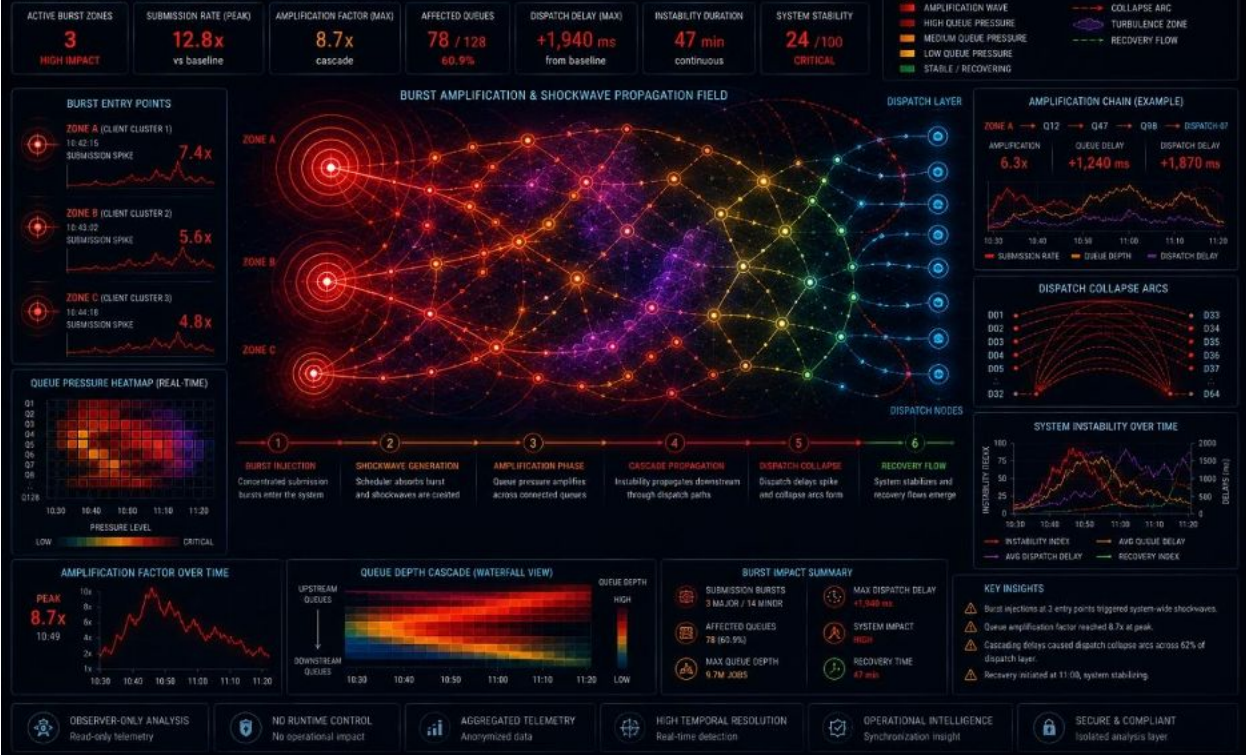 ACTIVE BURST ZONES
3
HIGH IMPACT
SUBMISSION RATE (PEAK)
12.8x
vs baseline
AMPLIFICATION FACTOR (MAX)
8.7x
cascade
AFFECTED QUEUES
78 / 128
60.9%
DISPATCH DELAY (MAX)
+1,940 ms
from baseline
INSTABILITY DURATION
47 min
continuous
SYSTEM STABILITY
24 /100
CRITICAL
AMPLIFICATION WAVE
HIGH QUEUE PRESSURE
MEDIUM QUEUE PRESSURE
LOW QUEUE PRESSURE
STABLE / RECOVERING
COLLAPSE ARC
TURBULENCE ZONE
RECOVERY FLOW
BURST ENTRY POINTS
ZONE A (CLIENT CLUSTER 1)
10:42:15
SUBMISSION SPIKE
7.4x
ZONE B (CLIENT CLUSTER 2)
10:43:02
SUBMISSION SPIKE
5.6x
ZONE C (CLIENT CLUSTER 3)
10:44:18
SUBMISSION SPIKE
4.8x
BURST AMPLIFICATION & SHOCKWAVE PROPAGATION FIELD
ZONE A
ZONE B
ZONE C
DISPATCH LAYER
DISPATCH NODES
1
BURST INJECTION
Concentrated submission
bursts enter the system
2
SHOCKWAVE GENERATION
Scheduler absorbs burst
and shockwaves are created
3
AMPLIFICATION PHASE
Queue pressure amplifies
across connected queues
4
CASCADE PROPAGATION
Instability propagates downstream
through dispatch paths
5
DISPATCH COLLAPSE
Dispatch delays spike
and collapse arcs form
6
RECOVERY FLOW
System stabilizes and
recovery flows emerge
AMPLIFICATION CHAIN (EXAMPLE)
ZONE A Q12 Q47 Q98 DISPATCH-07
AMPLIFICATION
6.3x
QUEUE DELAY
+1,240 ms
DISPATCH DELAY
+1,870 ms
10:30 10:40 10:50 11:00 11:10 11:20
SUBMISSION RATE QUEUE DEPTH DISPATCH DELAY
DISPATCH COLLAPSE ARCS
D01 D33
D02 D34
D03 D35
D04 D36
D05 D37
D32 D64
QUEUE PRESSURE HEATMAP (REAL-TIME)
Q1
Q2
Q3
Q4
Q5
Q6
Q7
Q8
Q128
10:30 10:40 10:50 11:00 11:10 11:20
PRESSURE LEVEL
LOW CRITICAL
SYSTEM INSTABILITY OVER TIME
100
80
60
40
20
0
2000
1500
1000
500
0
DELAYS (ms)
10:30 10:40 10:50 11:00 11:10 11:20
INSTABILITY INDEX
AVG QUEUE DELAY
AVG DISPATCH DELAY
RECOVERY INDEX
AMPLIFICATION FACTOR OVER TIME
PEAK
8.7x
10:49
10x
8x
6x
4x
2x
1x
10:30 10:40 10:50 11:00 11:10 11:20
QUEUE DEPTH CASCADE (WATERFALL VIEW)
UPSTREAM
QUEUES
DOWNSTREAM
QUEUES
10:30 10:40 10:50 11:00 11:10 11:20
QUEUE DEPTH
HIGH
LOW
BURST IMPACT SUMMARY
SUBMISSION BURSTS
3 MAJOR / 14 MINOR
AFFECTED QUEUES
78 (60.9%)
MAX QUEUE DEPTH
9.7M JOBS
MAX DISPATCH DELAY
+1,940 ms
SYSTEM IMPACT
HIGH
RECOVERY TIME
47 min
KEY INSIGHTS
Burst injections at 3 entry points triggered system-wide shockwaves.
Queue amplification factor reached 8.7x at peak.
Cascading delays caused dispatch collapse arcs across 62% of
dispatch layer.
Recovery initiated at 11:00, system stabilizing.
OBSERVER-ONLY ANALYSIS
Read-only telemetry
NO RUNTIME CONTROL
No operational impact
AGGREGATED TELEMETRY
Anonymized data
HIGH TEMPORAL RESOLUTION
Real-time detection
OPERATIONAL INTELLIGENCE
Synchronization insight
SECURE & COMPLIANT
Isolated analysis layer